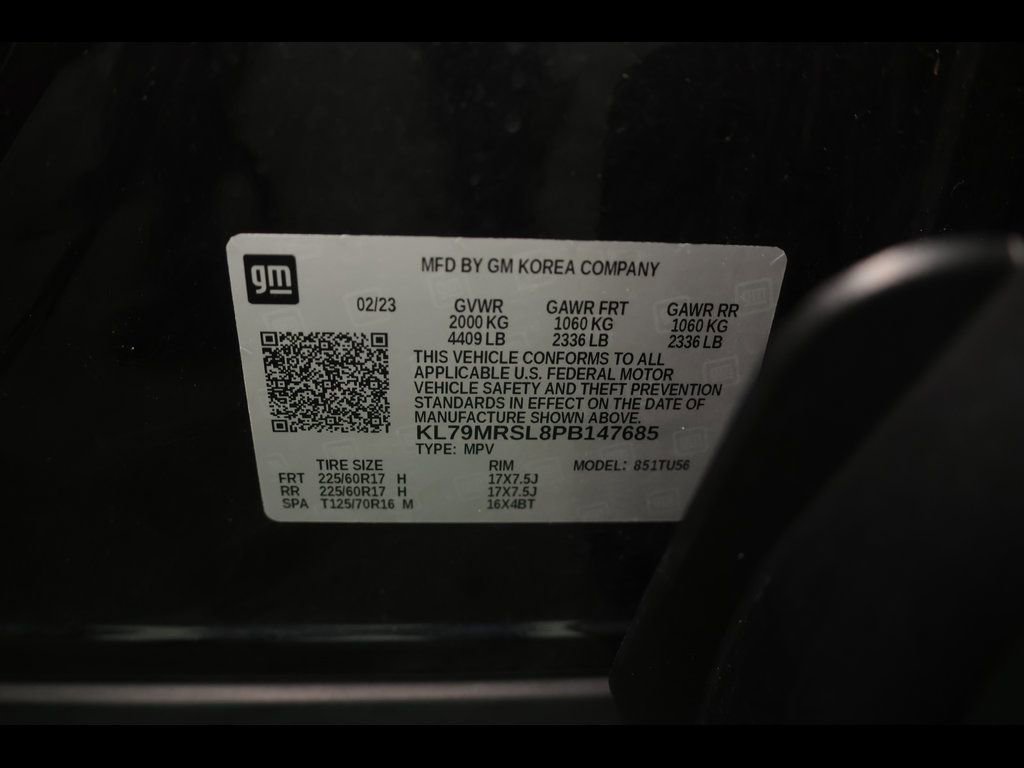 gm
MFD BY GM KOREA COMPANY
02/23 GVWR GAWR FRT GAWR RR
2000 KG 1060 KG 1060 KG
4409 LB 2336 LB 2336 LB
THIS VEHICLE CONFORMS TO ALL
APPLICABLE U.S. FEDERAL MOTOR
VEHICLE SAFETY AND THEFT PREVENTION
STANDARDS IN EFFECT ON THE DATE OF
MANUFACTURE SHOWN ABOVE.
KL79MRSL8PB147685
TYPE: MPV
TIRE SIZE RIM MODEL: 851TU56
FRT 225/60R17 H 17X7.5J
RR 225/60R17 H 17X7.5J
SPA T125/70R16 M 16X4BT